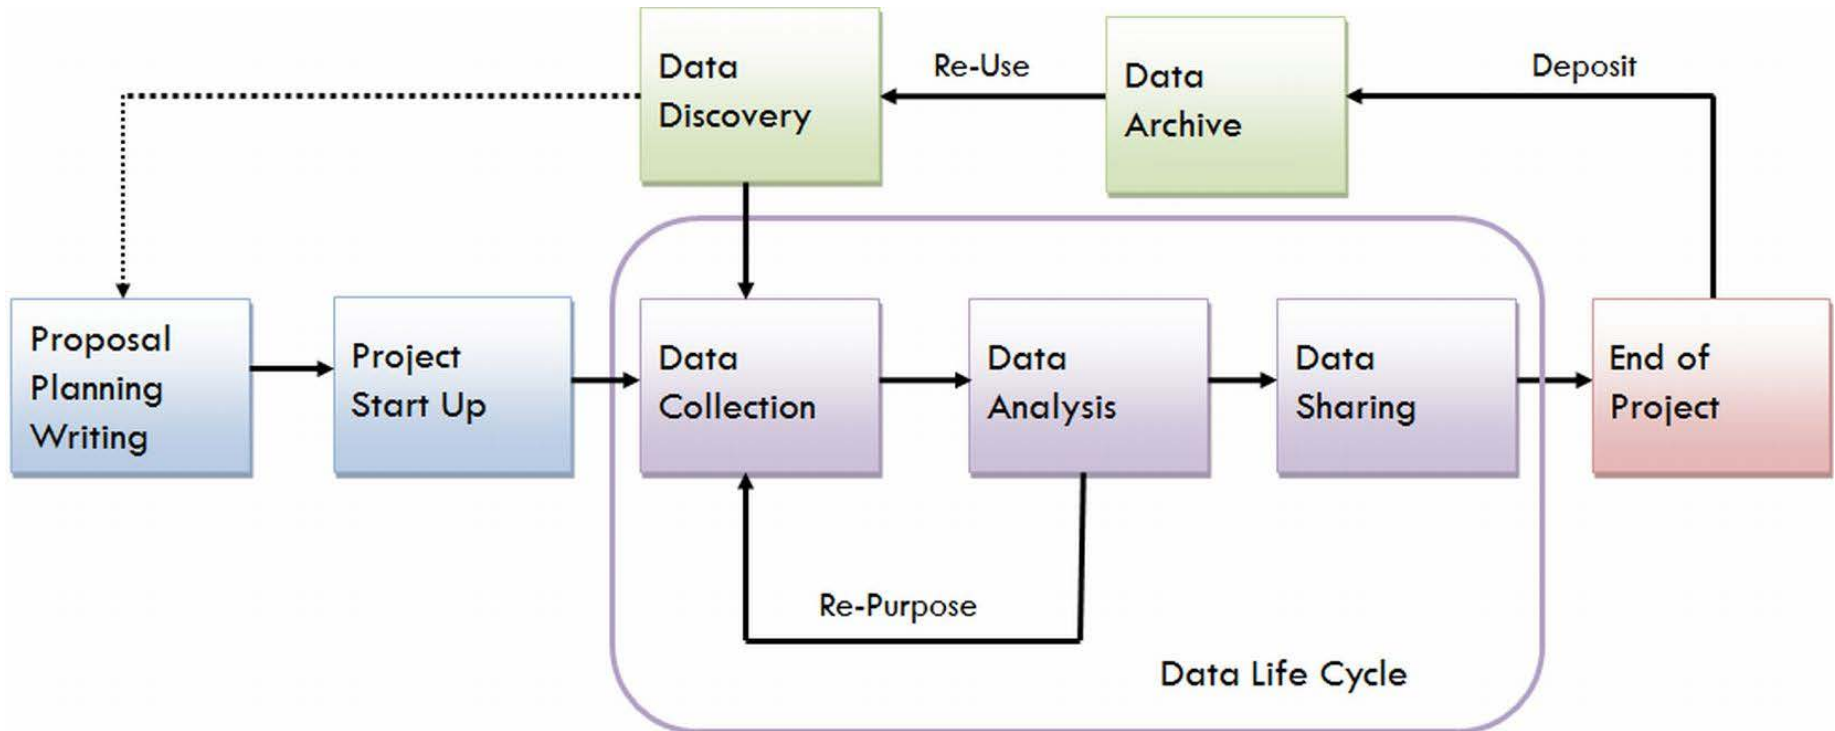 Data
Discovery
Re-Use
Data
Archive
Deposit
Proposal
Planning
Writing
Project
Start Up
Data
Collection
Data
Analysis
Data
Sharing
End of
Project
Re-Purpose
Data Life Cycle